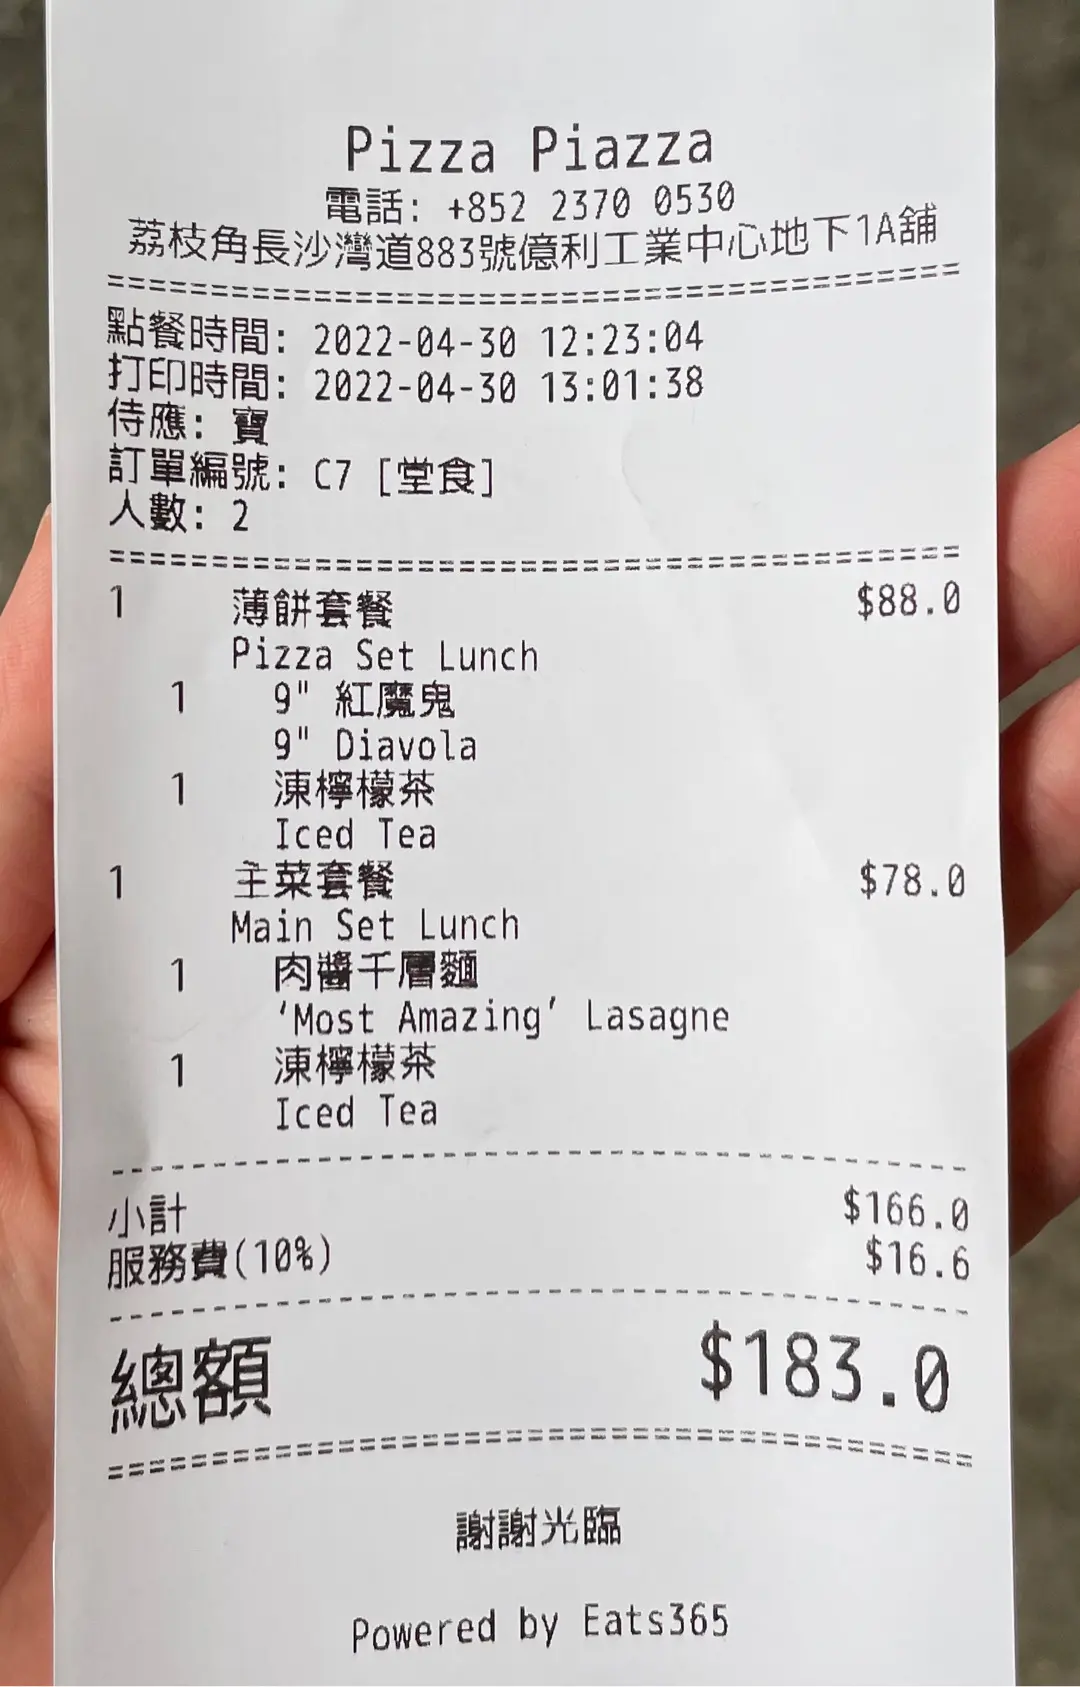 Pizza Piazza
電話: +852 2370 0530
荔枝角長沙灣道883號億利工業中心地下1A舖
========================================
點餐時間: 2022-04-30 12:23:04
打印時間: 2022-04-30 13:01:38
侍應: 寶
訂單編號: C7 [堂食]
人數: 2
========================================
1 薄餅套餐 $88.0
Pizza Set Lunch
1 9" 紅魔鬼
9" Diavola
1 凍檸檬茶
Iced Tea
1 主菜套餐 $78.0
Main Set Lunch
1 肉醬千層麵
‘Most Amazing’ Lasagne
1 凍檸檬茶
Iced Tea
----------------------------------------
小計 $166.0
服務費(10%) $16.6
----------------------------------------
總額 $183.0
========================================
謝謝光臨
Powered by Eats365